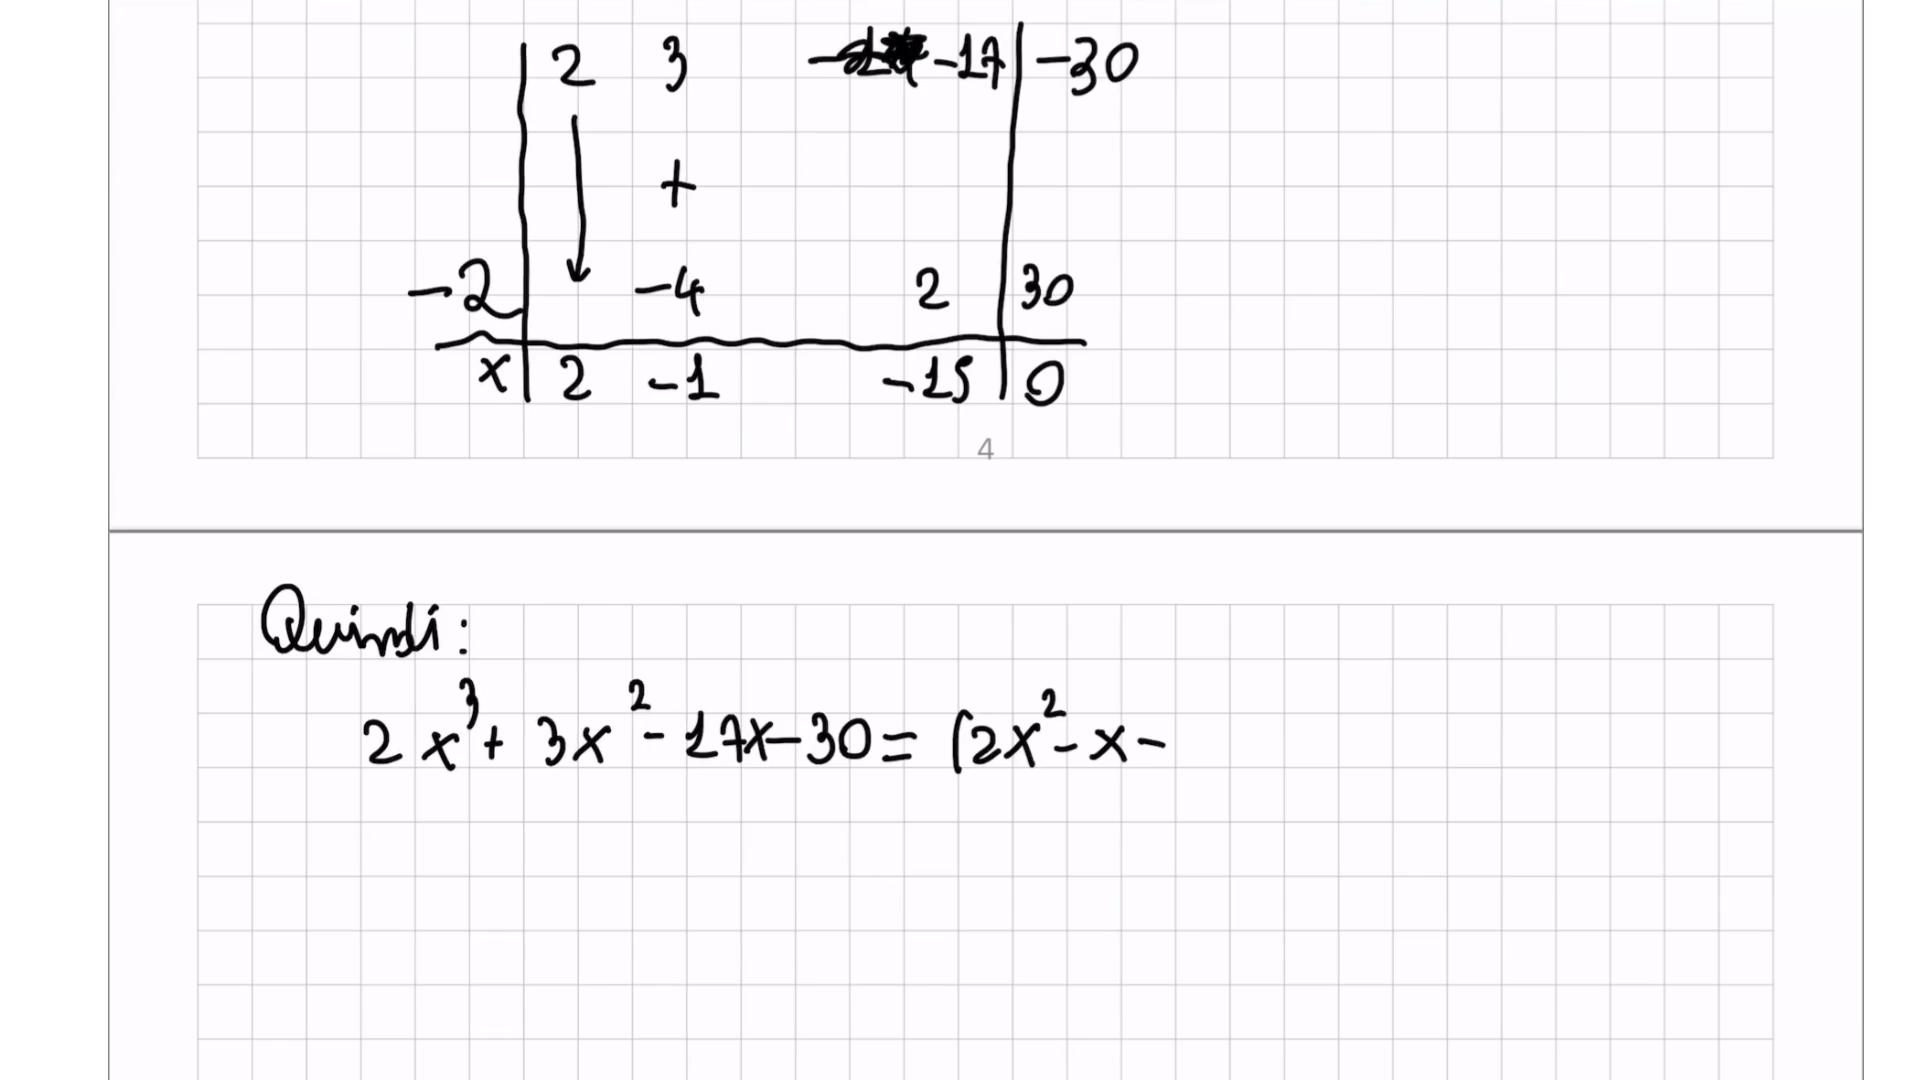 2 3 -17 -30
+
-2 -4 2 30
x 2 -1 -15 0
4
Quindi:
2x³+ 3x²- 17x-30= (2x²- x-